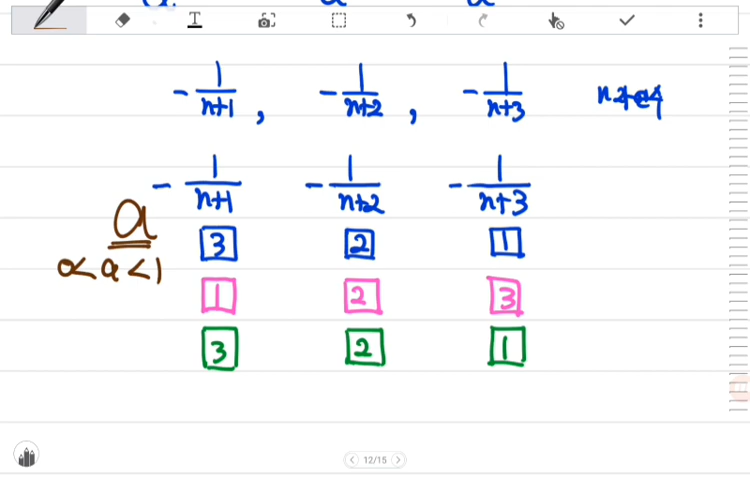 T
-1/n+1 , -1/n+2 , -1/n+3
-1/n+1 -1/n+2 -1/n+3
a 3 2 1
0<a<1
1 2 3
3 2 1
12/15